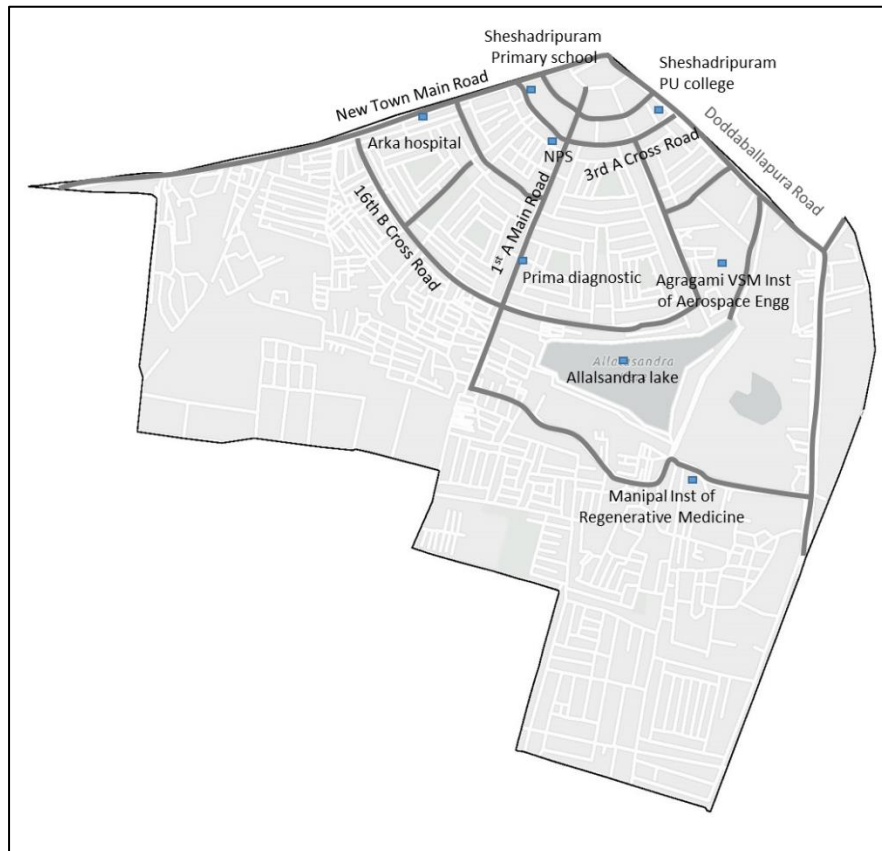 Sheshadripuram
Primary school
Sheshadripuram
PU college
New Town Main Road
Doddaballapura Road
Arka hospital
NPS
3rd A Cross Road
16th B Cross Road
1st A Main Road
Prima diagnostic
Agragami VSM Inst
of Aerospace Engg
Allalsandra
Allalsandra lake
Manipal Inst of
Regenerative Medicine